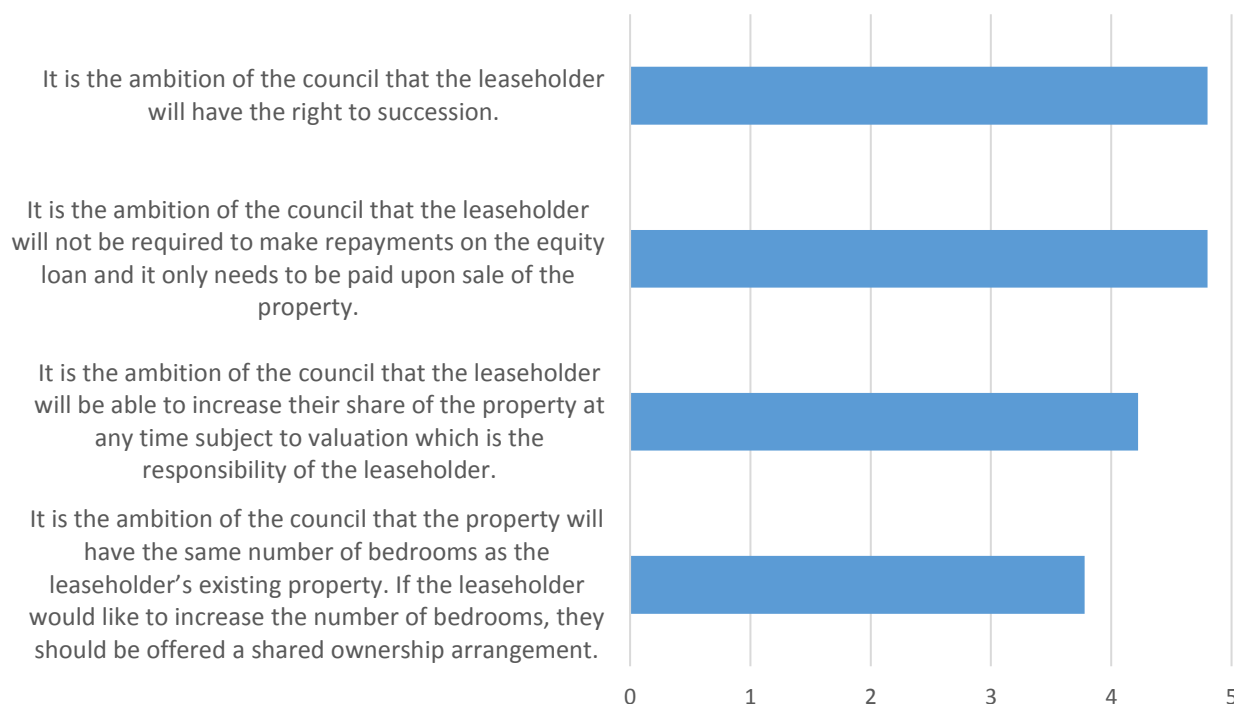 It is the ambition of the council that the leaseholder
will have the right to succession.
It is the ambition of the council that the leaseholder
will not be required to make repayments on the equity
loan and it only needs to be paid upon sale of the
property.
It is the ambition of the council that the leaseholder
will be able to increase their share of the property at
any time subject to valuation which is the
responsibility of the leaseholder.
It is the ambition of the council that the property will
have the same number of bedrooms as the
leaseholder’s existing property. If the leaseholder
would like to increase the number of bedrooms, they
should be offered a shared ownership arrangement.
0 1 2 3 4 5